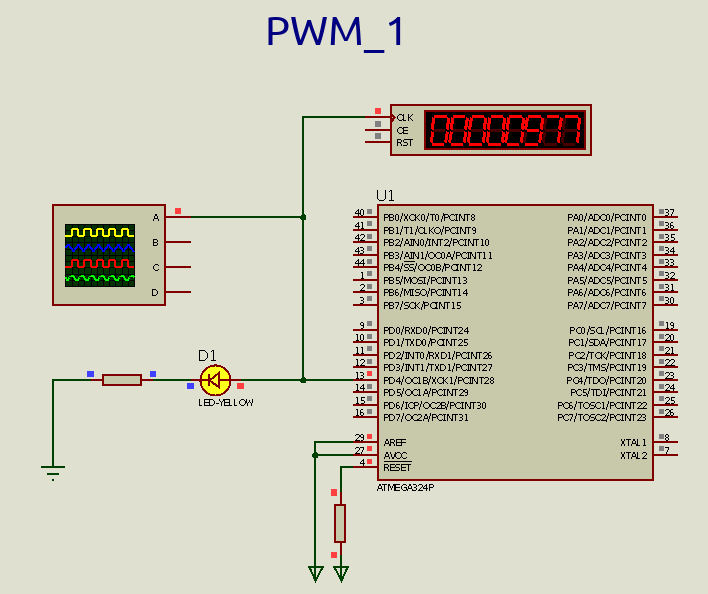 PWM_1
CLK
CE
RST
00000977
U1
A
B
C
D
40 PB0/XCK0/T0/PCINT8 PA0/ADC0/PCINT0 37
41 PB1/T1/CLKO/PCINT9 PA1/ADC1/PCINT1 36
42 PB2/AIN0/INT2/PCINT10 PA2/ADC2/PCINT2 35
43 PB3/AIN1/OC0A/PCINT11 PA3/ADC3/PCINT3 34
44 PB4/SS/OC0B/PCINT12 PA4/ADC4/PCINT4 33
1 PB5/MOSI/PCINT13 PA5/ADC5/PCINT5 32
2 PB6/MISO/PCINT14 PA6/ADC6/PCINT6 31
3 PB7/SCK/PCINT15 PA7/ADC7/PCINT7 30
9 PD0/RXD0/PCINT24 PC0/SCL/PCINT16 19
10 PD1/TXD0/PCINT25 PC1/SDA/PCINT17 20
11 PD2/INT0/RXD1/PCINT26 PC2/TCK/PCINT18 21
12 PD3/INT1/TXD1/PCINT27 PC3/TMS/PCINT19 22
13 PD4/OC1B/XCK1/PCINT28 PC4/TDO/PCINT20 23
14 PD5/OC1A/PCINT29 PC5/TDI/PCINT21 24
15 PD6/ICP/OC2B/PCINT30 PC6/TOSC1/PCINT22 25
16 PD7/OC2A/PCINT31 PC7/TOSC2/PCINT23 26
D1
LED-YELLOW
29 AREF XTAL1 8
27 AVCC XTAL2 7
4 RESET
ATMEGA324P